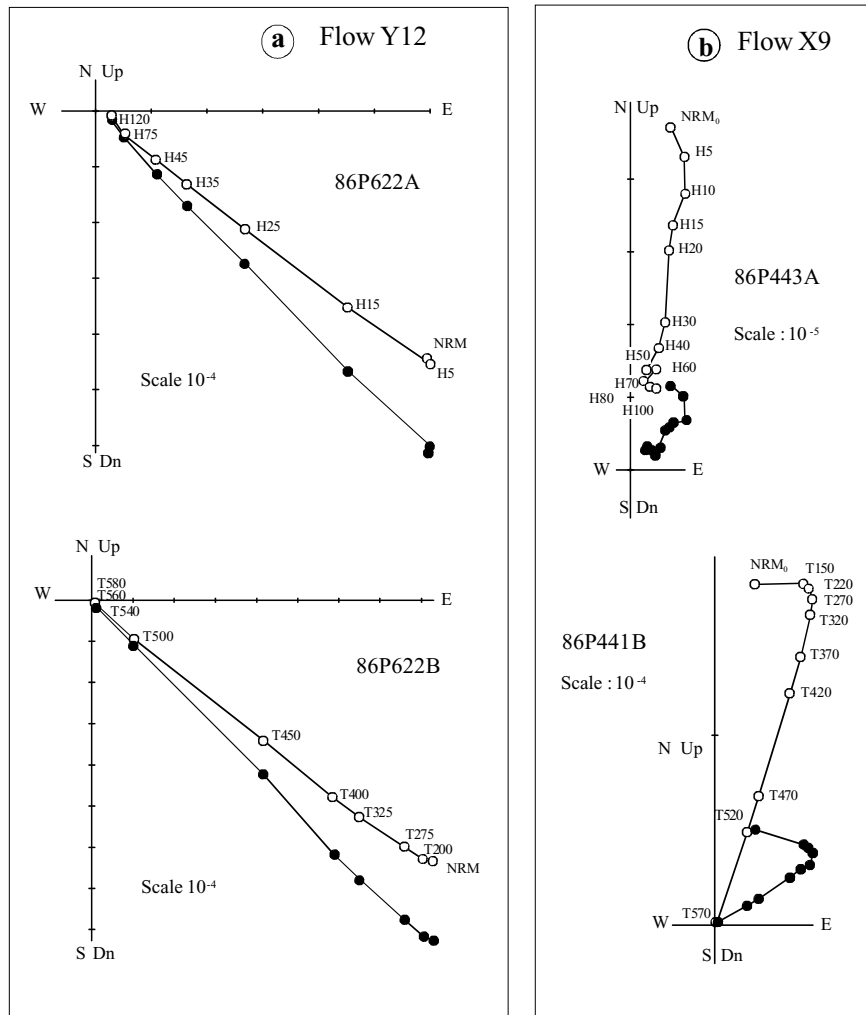 a Flow Y12
N Up
W
E
H120
H75
H45
H35
H25
H15
NRM
H5
86P622A
Scale 10-4
S Dn
N Up
W
E
T580
T560
T540
T500
T450
T400
T325
T275
T200
NRM
86P622B
Scale 10-4
S Dn
b Flow X9
N Up
NRM0
H5
H10
H15
H20
H30
H40
H50
H60
H70
H80
H100
86P443A
Scale : 10-5
W
E
S Dn
NRM0
T150
T220
T270
T320
T370
T420
86P441B
Scale : 10-4
N Up
T470
T520
T570
W
E
S Dn